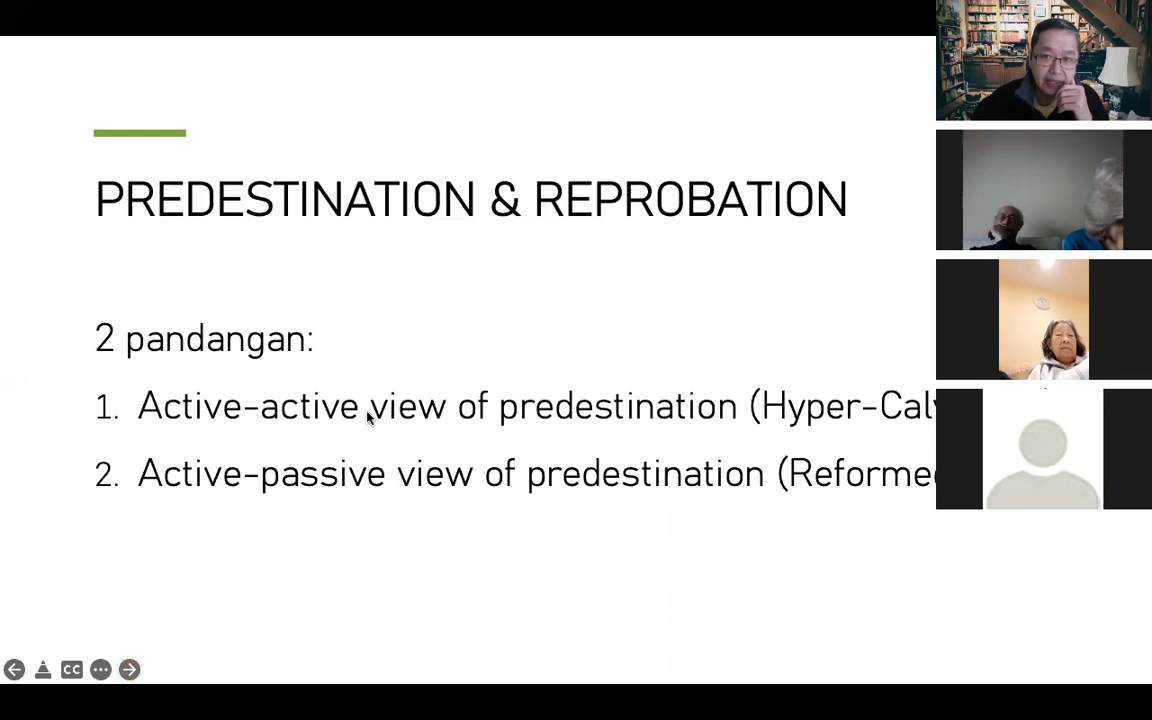 PREDESTINATION & REPROBATION
2 pandangan:
1. Active-active view of predestination (Hyper-Cal
2. Active-passive view of predestination (Reforme
CC